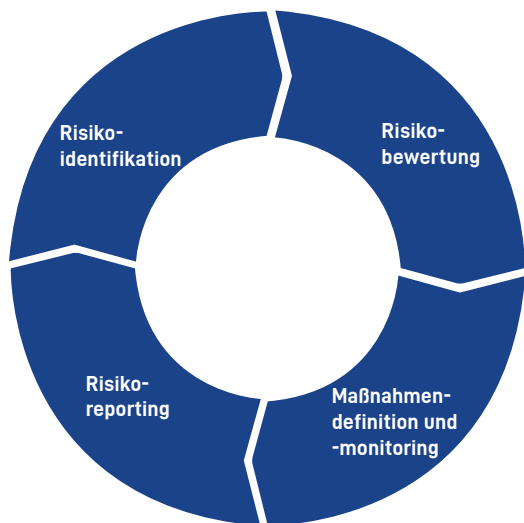 Risiko-
identifikation
Risiko-
bewertung
Risiko-
reporting
Maßnahmen-
definition und
-monitoring